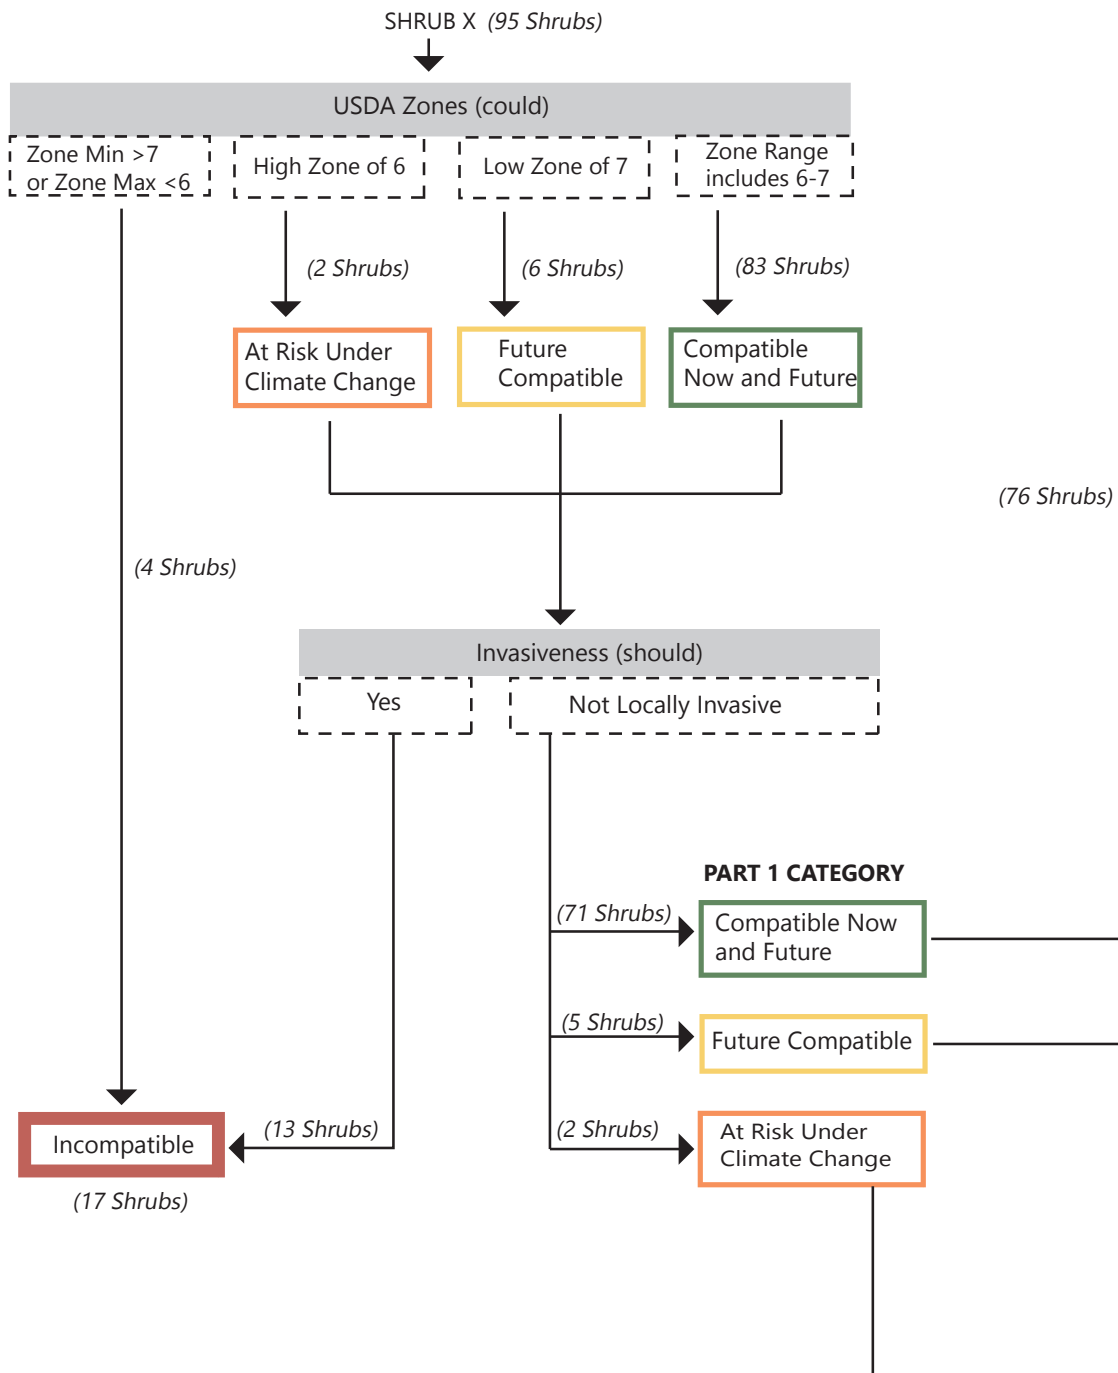 SHRUB X (95 Shrubs)
USDA Zones (could)
Zone Min >7
or Zone Max <6
High Zone of 6
Low Zone of 7
Zone Range
includes 6-7
(2 Shrubs)
(6 Shrubs)
(83 Shrubs)
At Risk Under
Climate Change
Future
Compatible
Compatible
Now and Future
(76 Shrubs)
(4 Shrubs)
Invasiveness (should)
Yes
Not Locally Invasive
PART 1 CATEGORY
(71 Shrubs)
Compatible Now
and Future
(5 Shrubs)
Future Compatible
(2 Shrubs)
At Risk Under
Climate Change
(13 Shrubs)
Incompatible
(17 Shrubs)